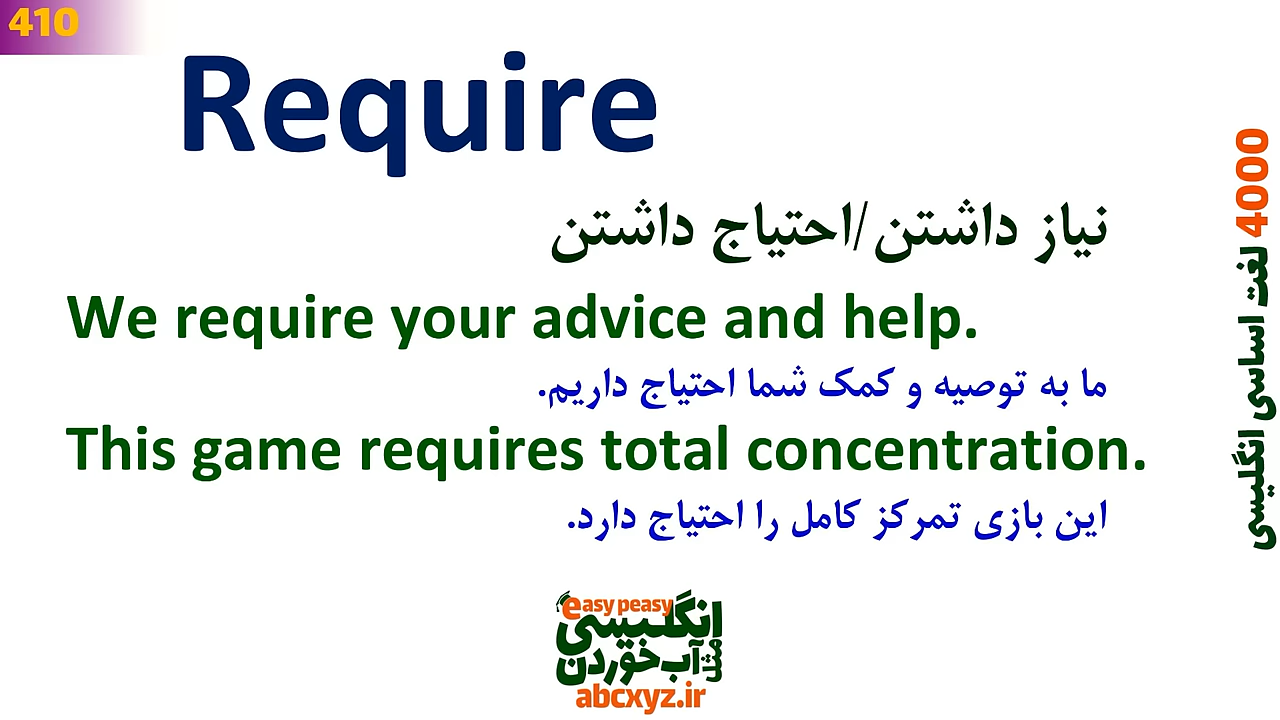 410
Require
نیاز داشتن/احتیاج داشتن
We require your advice and help.
ما به توصیه و کمک شما احتیاج داریم.
This game requires total concentration.
این بازی تمرکز کامل را احتیاج دارد.
4000 لغت اساسی انگلیسی
easy peasy
انگلیسی
مثل آب خوردن
abcxyz.ir